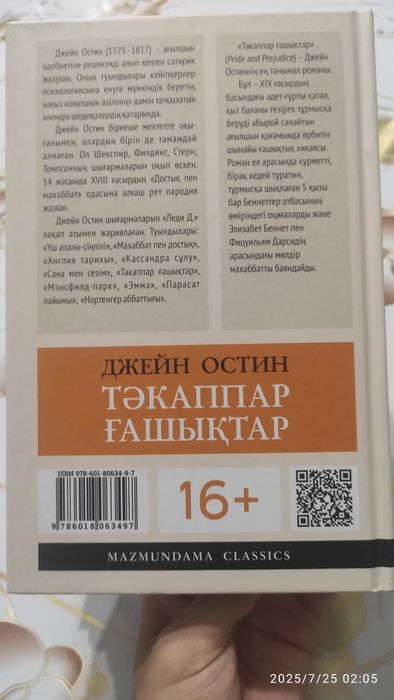 Джейн Остин (1775–1817) – ағылшын
әдебиетіне реализмді алып келген сатирик
жазушы. Оның туындылары кейіпкерлер
психологиясына енуге мүмкіндік беретін,
нағыз «ағылшын әзілінің» дәмін татқызатын
әлемдік шедеврлердің қатарында.
Джейн Остин бірнеше мектепте оқы-
ғанымен, олардың бірін де тамамдай
алмаған. Ол Шекспир, Филдинг, Стерн,
Томпсонның шығармаларын оқып өскен.
14 жасында XVIII ғасырдың «Достық пен
махаббат» одасына алғаш рет пародия
жазған.
Джейн Остин шығармаларын «Леди Д.»
лақап атымен жариялаған. Туындылары:
«Үш апалы-сіңлілі», «Махаббат пен достық»,
«Англия тарихы», «Кассандра сұлу»,
«Сана мен сезім», «Тәкаппар ғашықтар»,
«Мэнсфилд-парк», «Эмма», «Парасат
пайымы», «Нортенгер аббаттығы».
«Тәкаппар ғашықтар»
(Pride and Prejudice) – Джейн
Остиннің ең танымал романы.
Бұл – XIX ғасырдың
басындағы әдет-ғұрпы қатал,
қыз баланы тезірек тұрмысқа
беруді абырой санайтын
ағылшын қоғамында өрбитін
шынайы ғашықтық хикаясы.
Роман ел арасында құрметті,
бірақ кедей тұратын,
тұрмысқа шықпаған 5 қызы
бар Беннеттер отбасының
өміріндегі оқиғаларды және
Элизабет Беннет пен
Фицуильям Дарсидің
арасындағы мөлдір
махаббатты баяндайды.
ДЖЕЙН ОСТИН
ТӘКАППАР
ҒАШЫҚТАР
ISBN 978-601-80634-9-7
9 786018 063497
16+
MAZMUNDAMA CLASSICS
2025/7/25 02:05